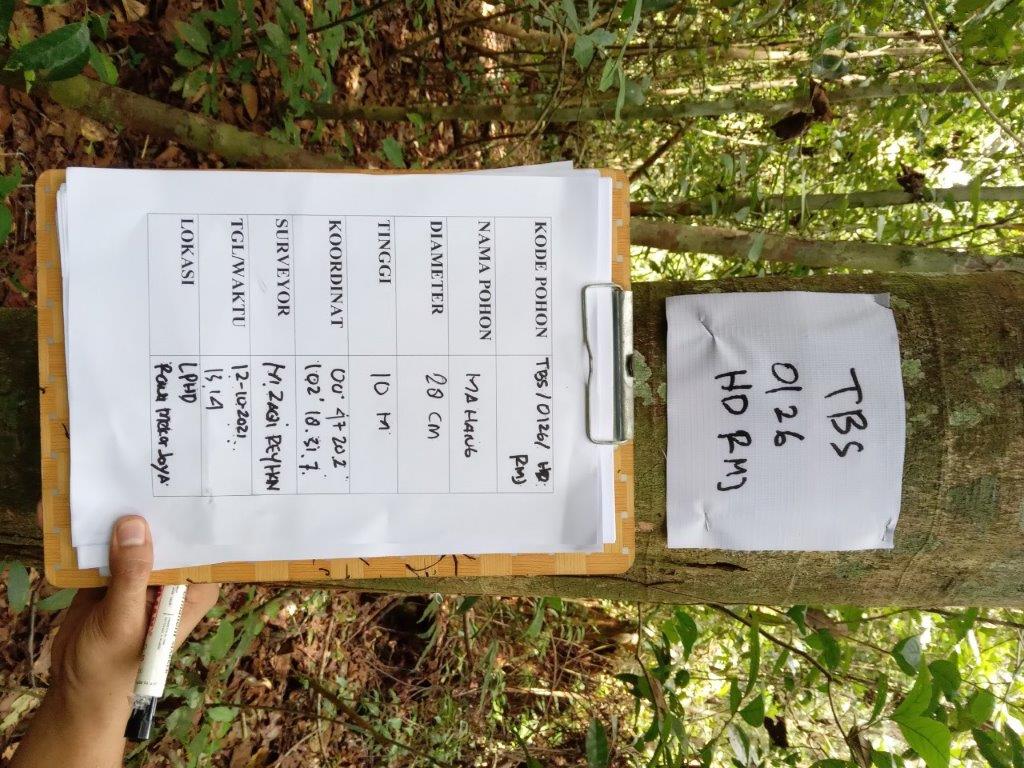 TBS
0126
HD RMJ
KODE POHON TBS/0126/ HD
RMJ
NAMA POHON MAHANG
DIAMETER 28 CM
TINGGI 10 M
KOORDINAT 00° 47 20.2"
102° 18.31.7.
SURVEYOR M. ZAQI REYHAN
TGL/WAKTU 12-10-2021
13.19
LOKASI LPHD
Rawa Mekar Jaya